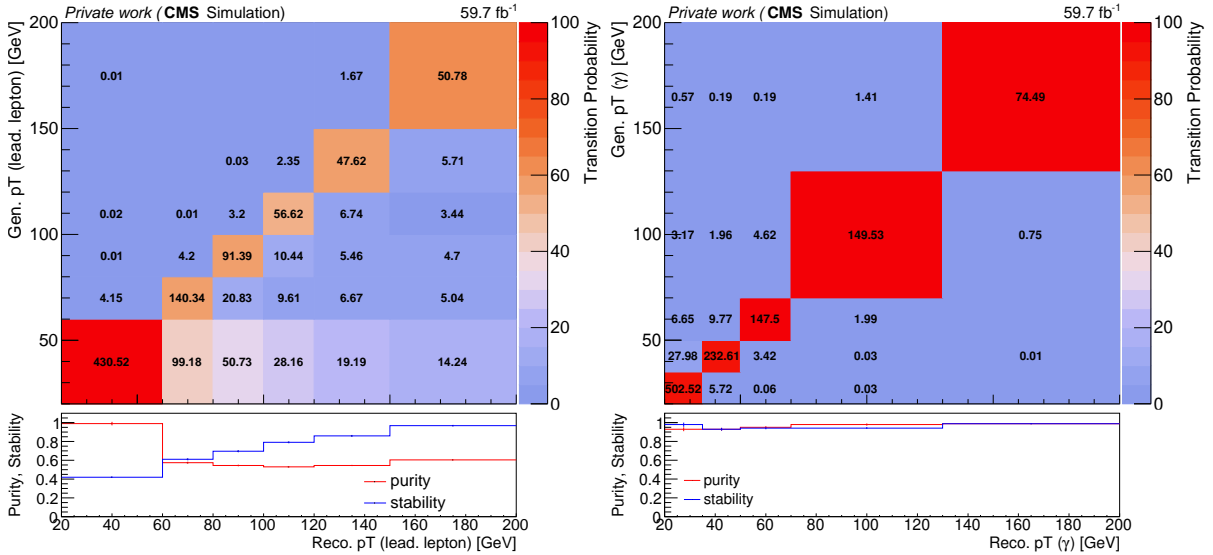 Private work (CMS Simulation) 59.7 fb-1
Gen. pT (lead. lepton) [GeV]
200
150
100
50
0.01 1.67 50.78
0.03 2.35 47.62 5.71
0.02 0.01 3.2 56.62 6.74 3.44
0.01 4.2 91.39 10.44 5.46 4.7
4.15 140.34 20.83 9.61 6.67 5.04
430.52 99.18 50.73 28.16 19.19 14.24
100
80
60
40
20
0
Transition Probability
Purity, Stability
1
0.8
0.6
0.4
0.2
0
purity
stability
20 40 60 80 100 120 140 160 180 200
Reco. pT (lead. lepton) [GeV]
Private work (CMS Simulation) 59.7 fb-1
Gen. pT (γ) [GeV]
200
150
100
50
0.57 0.19 0.19 1.41 74.49
3.17 1.96 4.62 149.53 0.75
6.65 9.77 147.5 1.99
27.98 232.61 3.42 0.03 0.01
502.52 5.72 0.06 0.03
100
80
60
40
20
0
Transition Probability
Purity, Stability
1
0.8
0.6
0.4
0.2
0
purity
stability
20 40 60 80 100 120 140 160 180 200
Reco. pT (γ) [GeV]